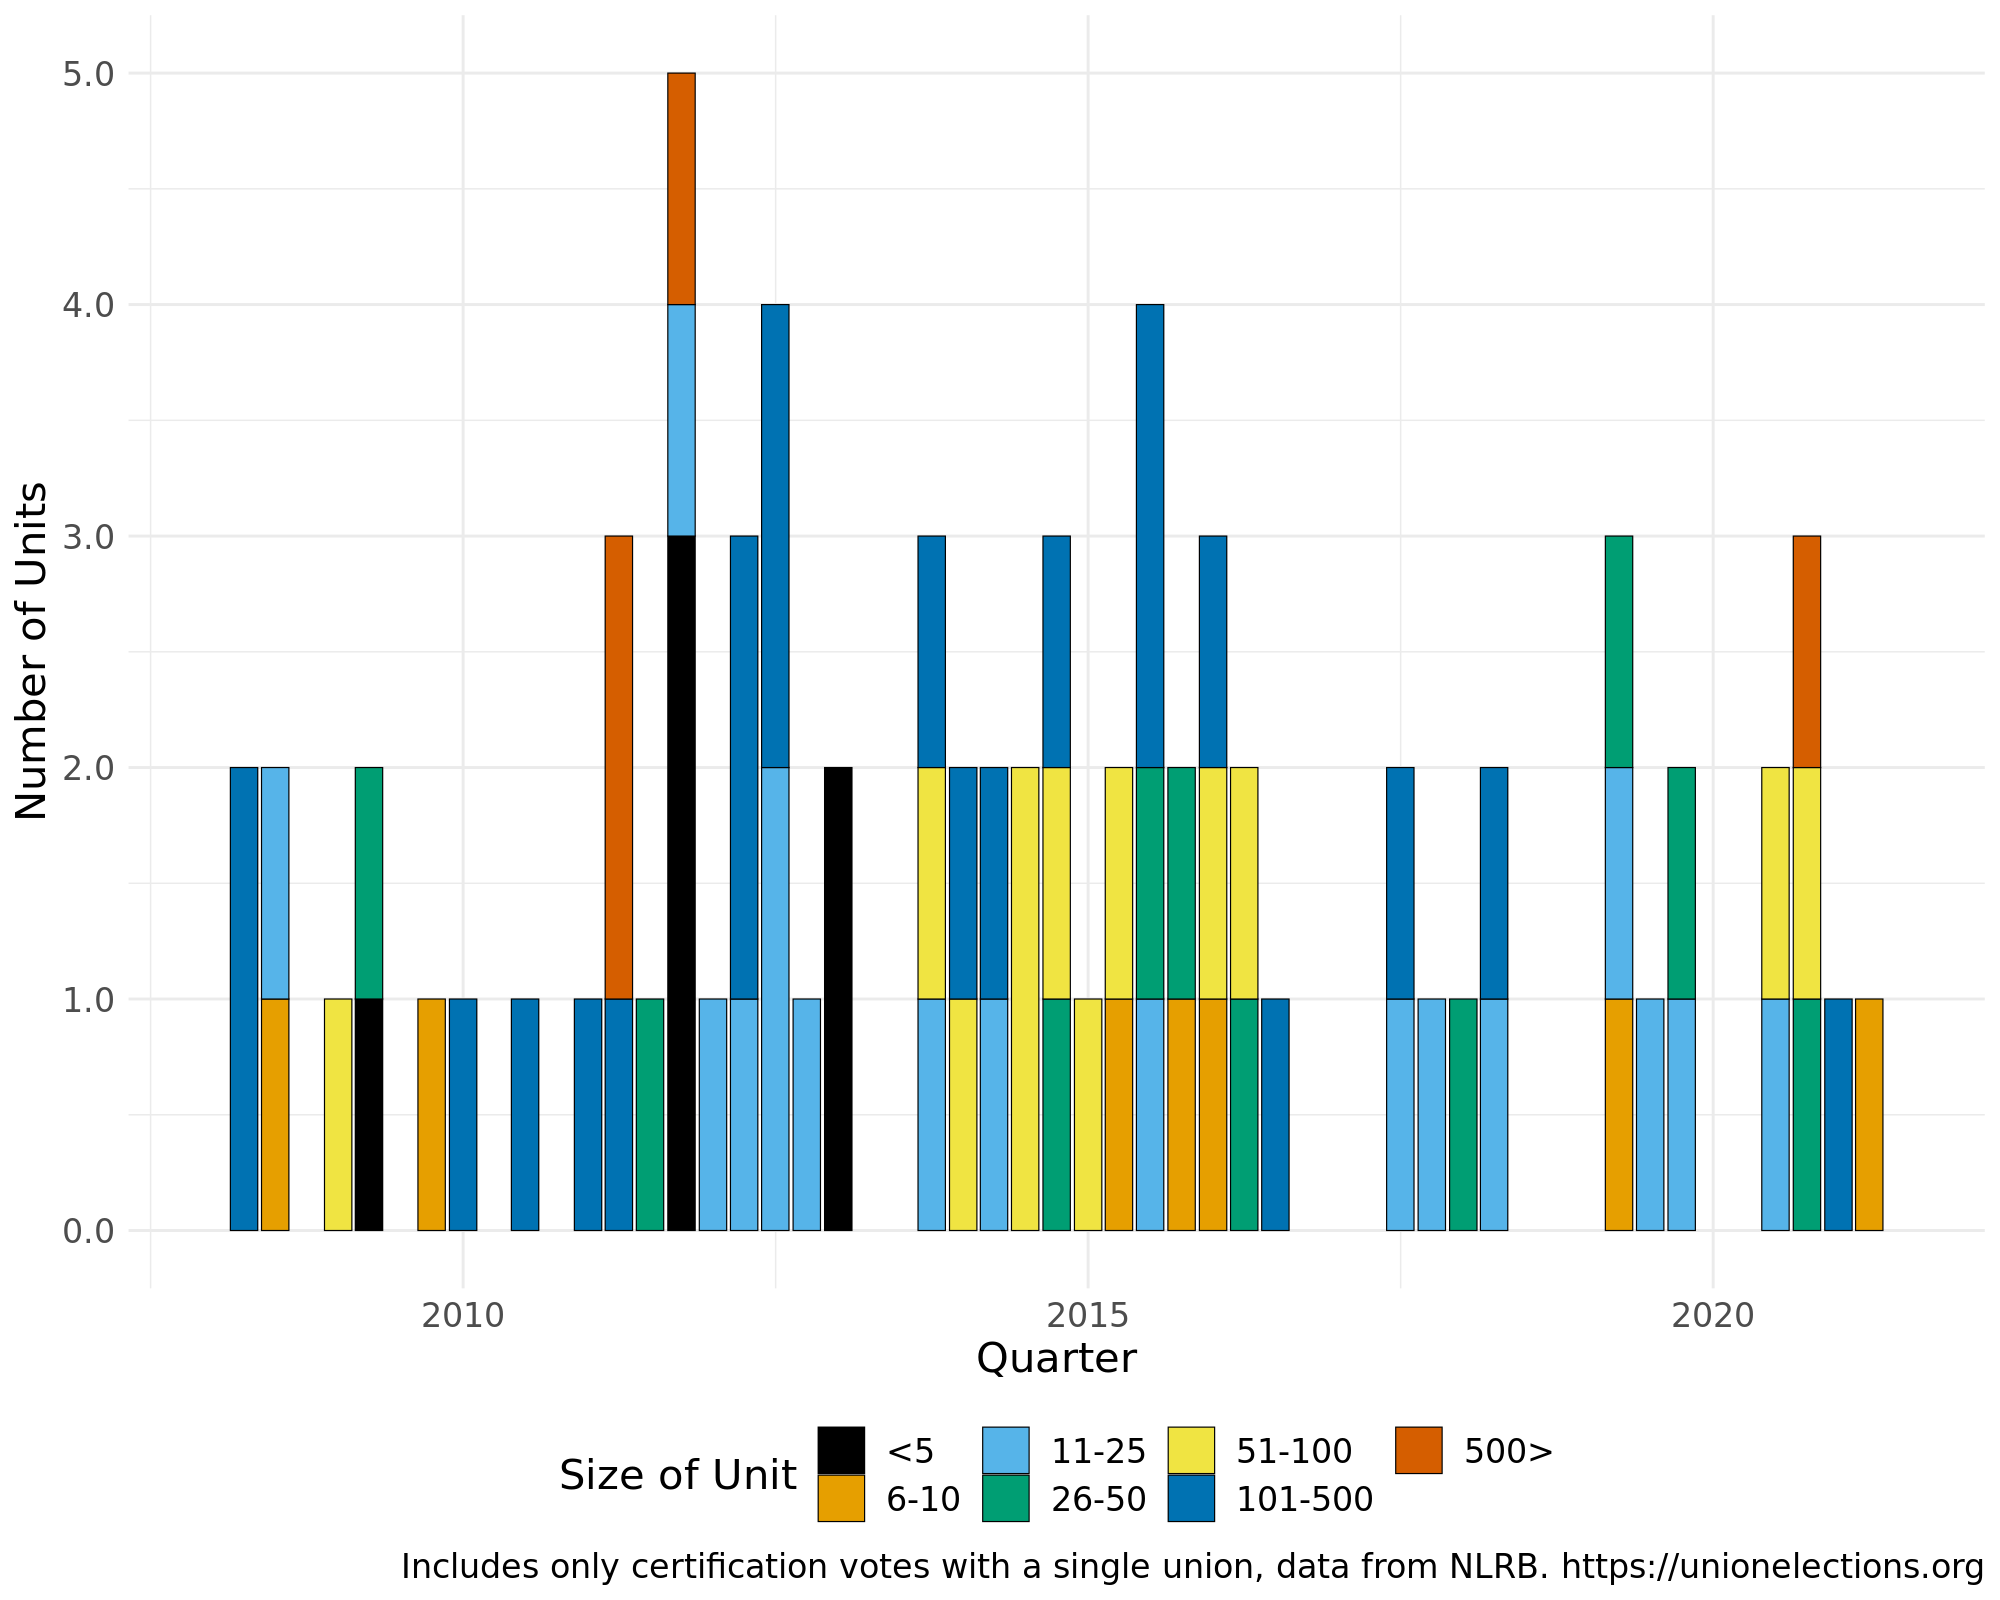 5.0
4.0
3.0
2.0
1.0
0.0
Number of Units
2010 2015 2020
Quarter
Size of Unit
<5 11-25 51-100 500>
6-10 26-50 101-500
Includes only certification votes with a single union, data from NLRB. https://unionelections.org